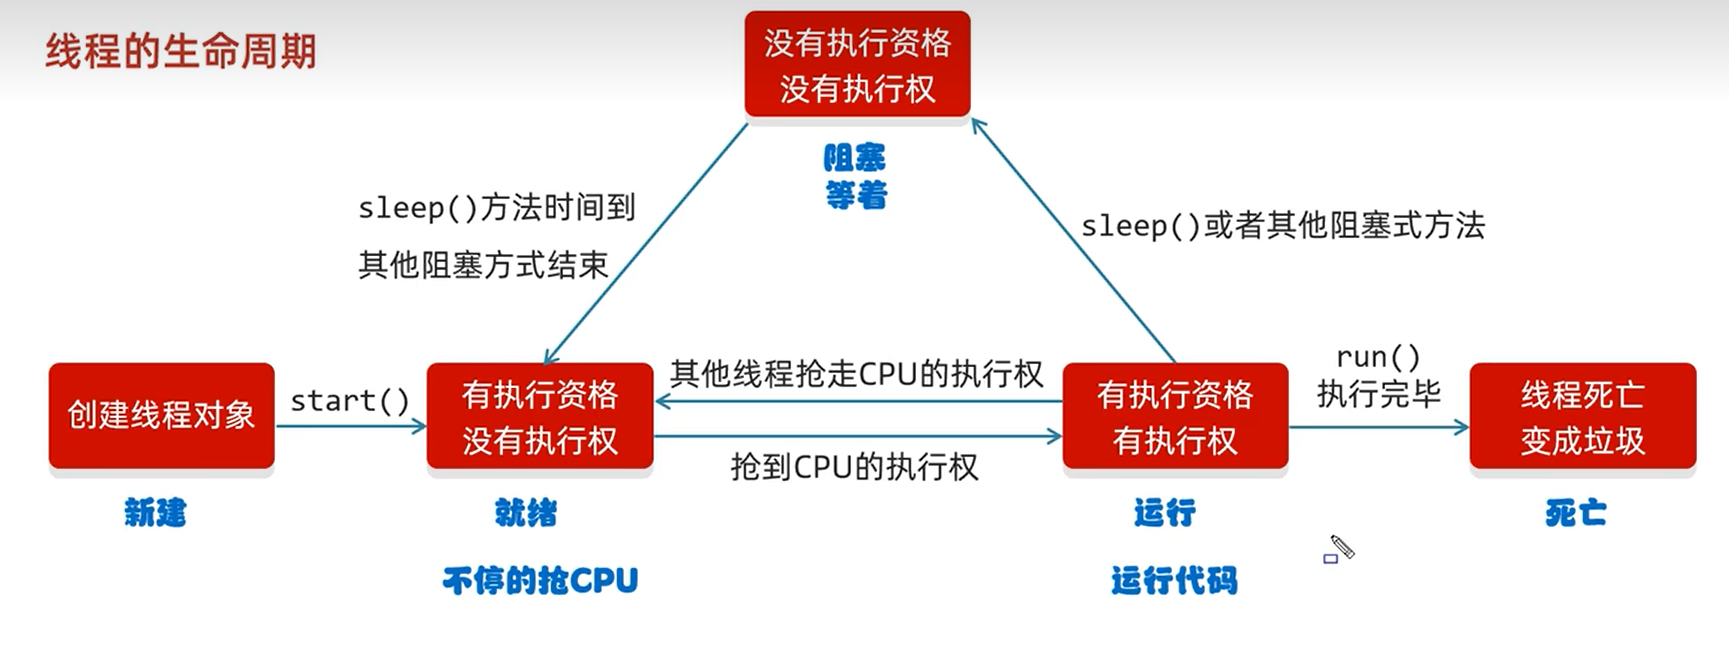 线程的生命周期
没有执行资格
没有执行权
阻塞
等着
sleep()方法时间到
其他阻塞方式结束
sleep()或者其他阻塞式方法
创建线程对象
新建
start()
有执行资格
没有执行权
就绪
不停的抢CPU
其他线程抢走CPU的执行权
抢到CPU的执行权
有执行资格
有执行权
运行
运行代码
run()
执行完毕
线程死亡
变成垃圾
死亡